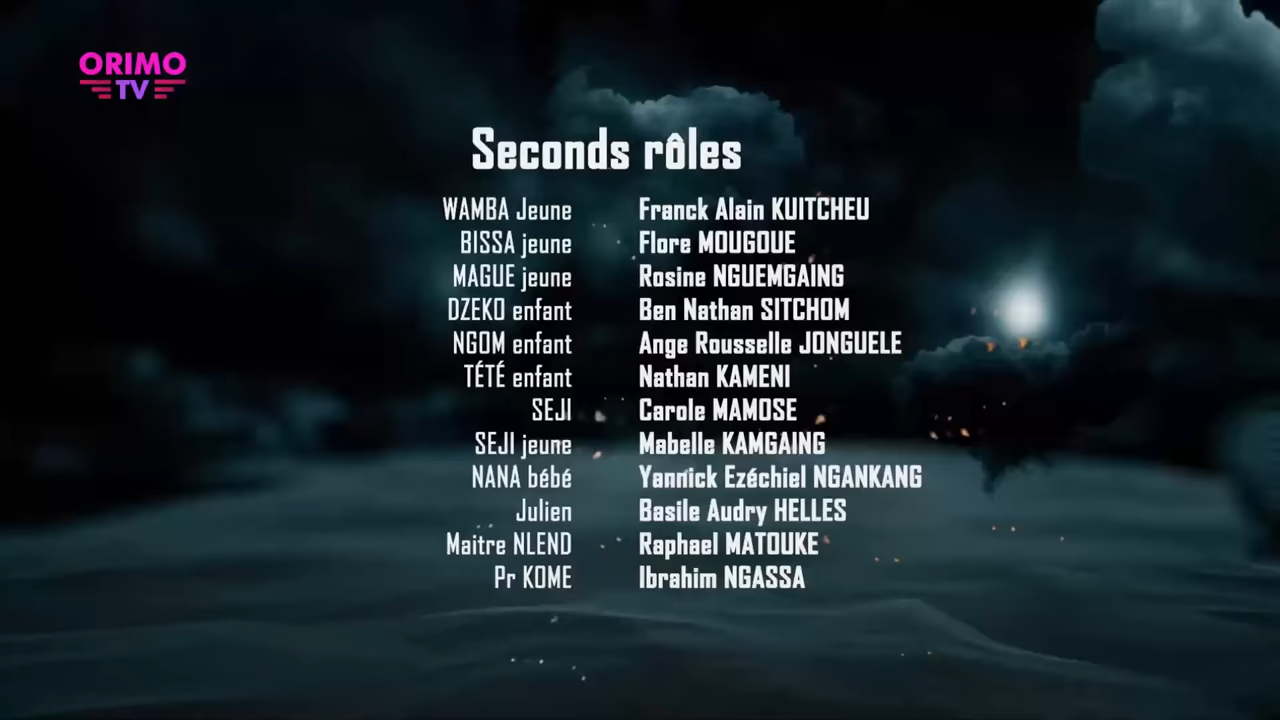 ORIMO
TV
Seconds rôles
WAMBA Jeune Franck Alain KUITCHEU
BISSA jeune Flore MOUGOUE
MAGUE jeune Rosine NGUEMGAING
DZEKO enfant Ben Nathan SITCHOM
NGOM enfant Ange Rousselle JONGUELE
TÉTÉ enfant Nathan KAMENI
SEJI Carole MAMOSE
SEJI jeune Mabelle KAMGAING
NANA bébé Yannick Ezéchiel NGANKANG
Julien Basile Audry HELLES
Maitre NLEND Raphael MATOUKE
Pr KOME Ibrahim NGASSA